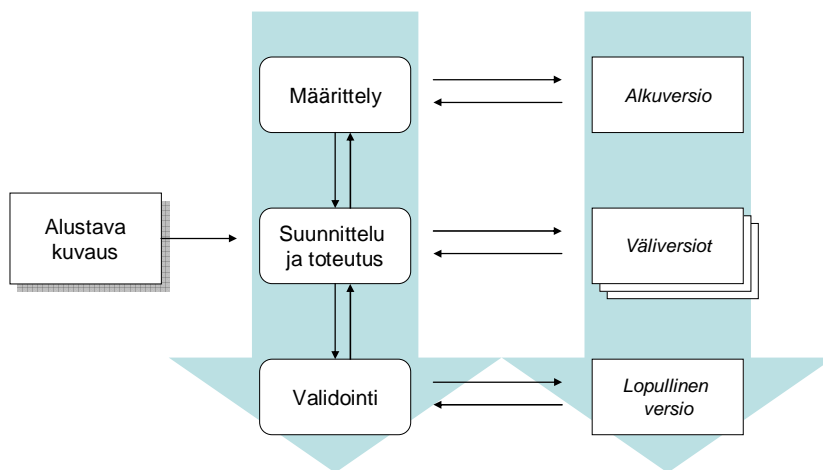 Määrittely
Alkuversio
Alustava
kuvaus
Suunnittelu
ja toteutus
Väliversiot
Validointi
Lopullinen
versio